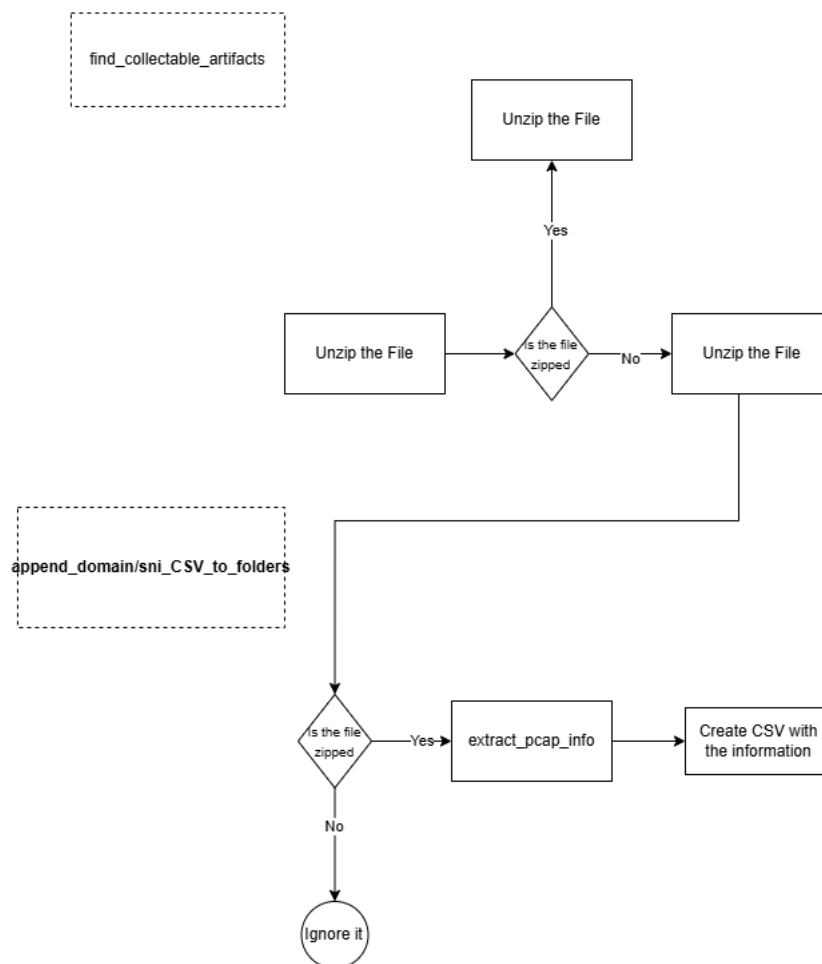 find_collectable_artifacts
Unzip the File
Yes
Unzip the File
Is the file
zipped
No
Unzip the File
append_domain/sni_CSV_to_folders
Is the file
zipped
Yes
extract_pcap_info
Create CSV with
the information
No
Ignore it